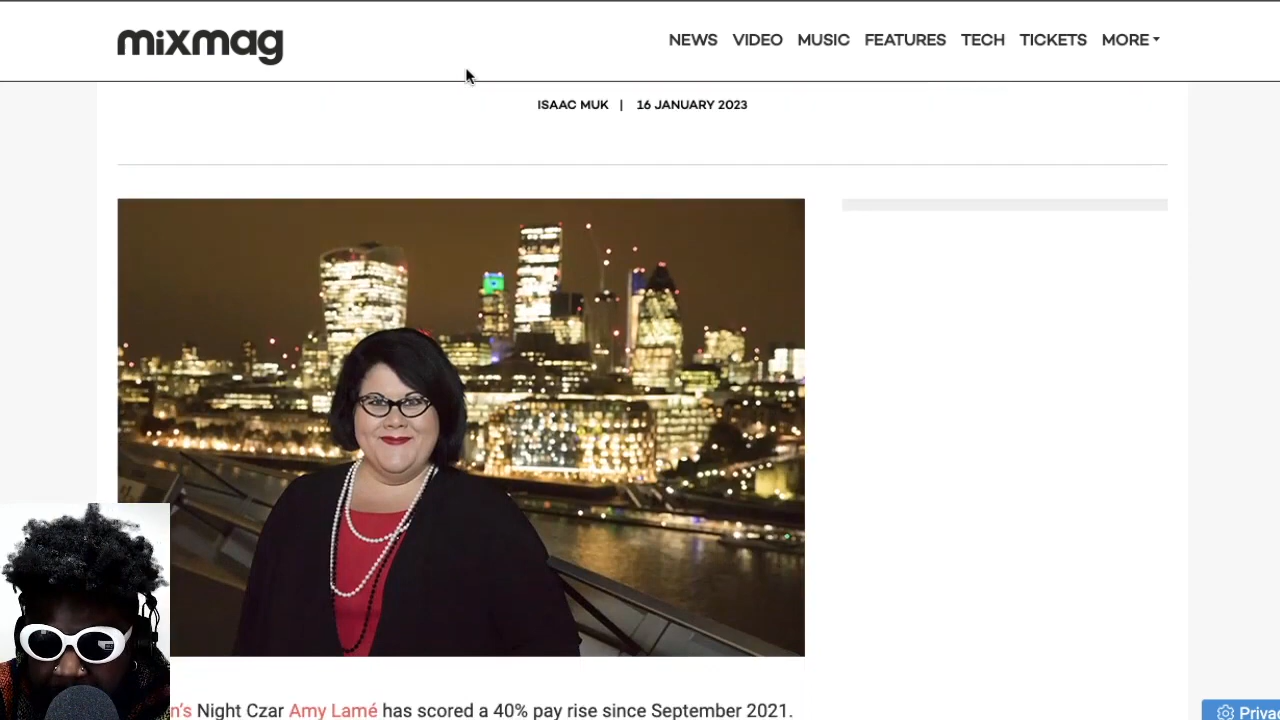 mixmag
NEWS VIDEO MUSIC FEATURES TECH TICKETS MORE
ISAAC MUK | 16 JANUARY 2023
n's Night Czar Amy Lamé has scored a 40% pay rise since September 2021.